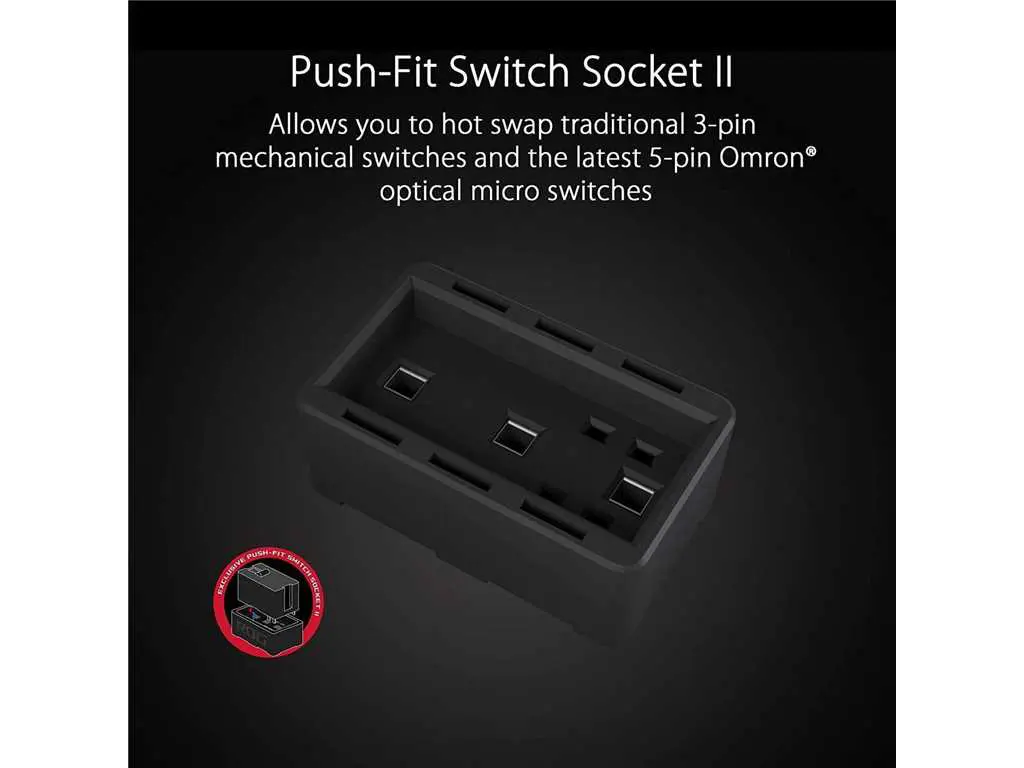 Push-Fit Switch Socket II
Allows you to hot swap traditional 3-pin
mechanical switches and the latest 5-pin Omron®
optical micro switches
EXCLUSIVE PUSH-FIT SWITCH SOCKET II
ROG